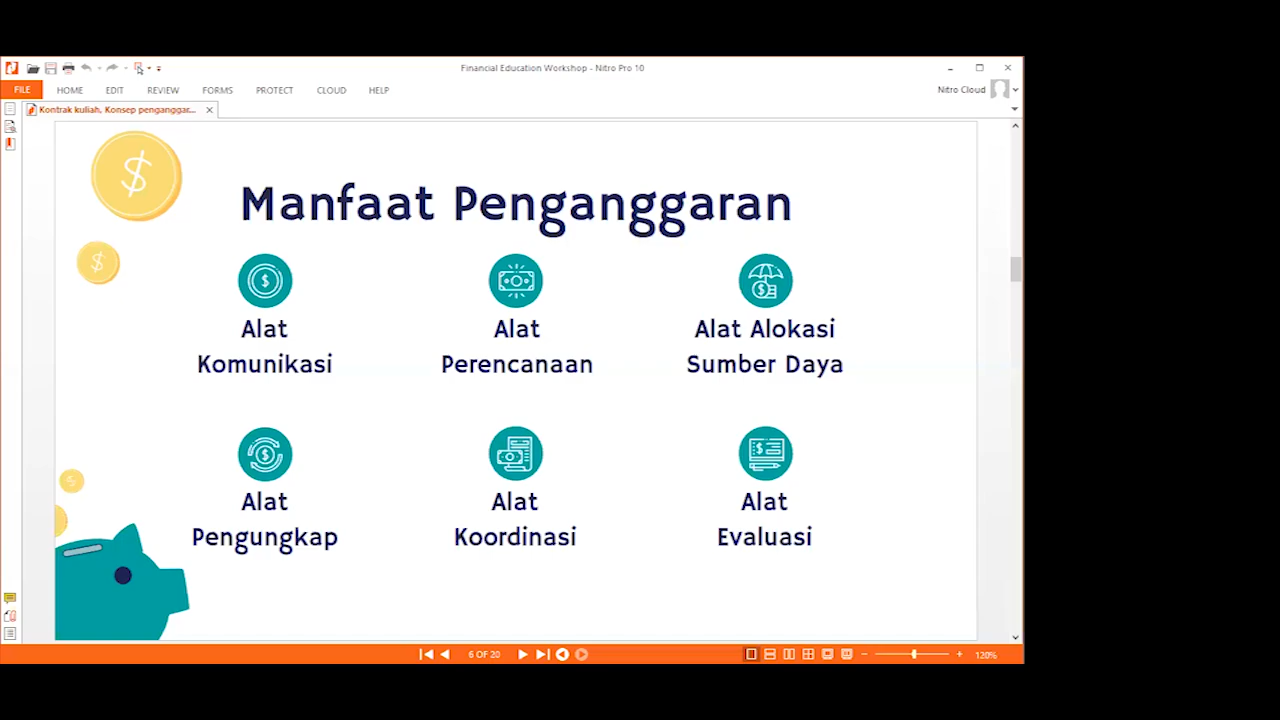 Financial Education Workshop - Nitro Pro 10
FILE HOME EDIT REVIEW FORMS PROTECT CLOUD HELP
Nitro Cloud
Kontrak kuliah, Konsep penganggar...
Manfaat Penganggaran
Alat
Komunikasi
Alat
Perencanaan
Alat Alokasi
Sumber Daya
Alat
Pengungkap
Alat
Koordinasi
Alat
Evaluasi
6 OF 20
120%